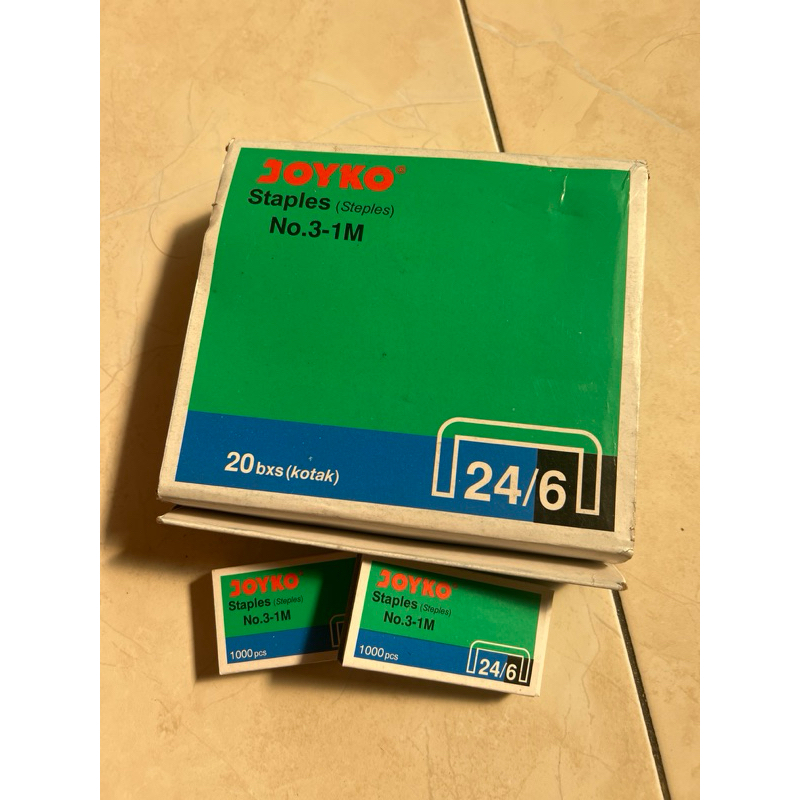 JOYKO®
Staples (Steples)
No.3-1M
20 bxs (kotak)
24/6
JOYKO
Staples (Steples)
No.3-1M
1000 pcs
JOYKO
Staples (Steples)
No.3-1M
1000 pcs
24/6